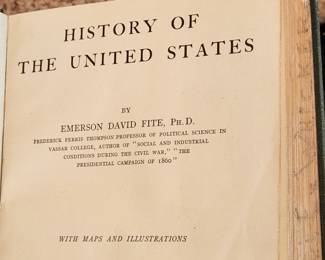 HISTORY OF
THE UNITED STATES
BY
EMERSON DAVID FITE, PH.D.
FREDERICK FERRIS THOMPSON PROFESSOR OF POLITICAL SCIENCE IN
VASSAR COLLEGE, AUTHOR OF "SOCIAL AND INDUSTRIAL
CONDITIONS DURING THE CIVIL WAR," "THE
PRESIDENTIAL CAMPAIGN OF 1860"
WITH MAPS AND ILLUSTRATIONS